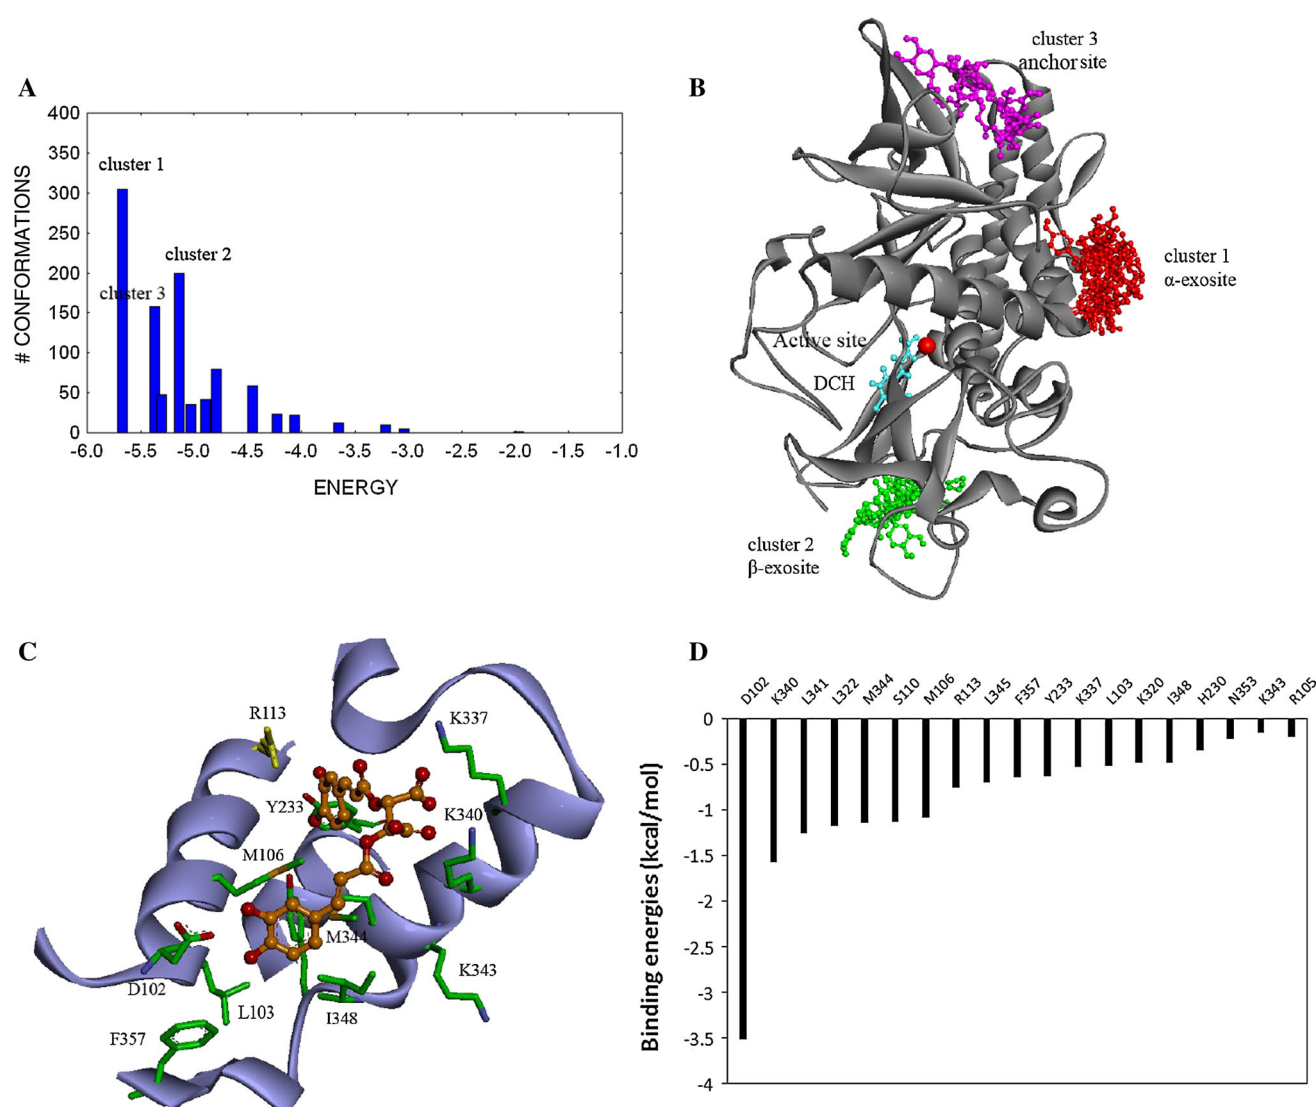 A
400
350
300
250
200
150
100
50
0
# CONFORMATIONS
cluster 1
cluster 2
cluster 3
-6.0 -5.5 -5.0 -4.5 -4.0 -3.5 -3.0 -2.5 -2.0 -1.5 -1.0
ENERGY
B
cluster 3
anchor site
cluster 1
α-exosite
Active site
DCH
cluster 2
β-exosite
C
R113
K337
Y233
K340
M106
M344
D102
L103
I348
K343
F357
D
D102 K340 L341 L322 M344 S110 M106 R113 L345 F357 Y233 K337 L103 K320 I348 H230 N353 K343 R105
0
-0.5
-1
-1.5
-2
-2.5
-3
-3.5
-4
Binding energies (kcal/mol)